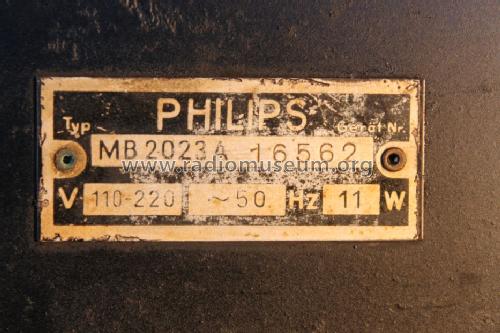 PHILIPS
Typ Gerät Nr.
MB 2023A 16562
www.radiomuseum.org
V 110-220 ~50 Hz 11 W